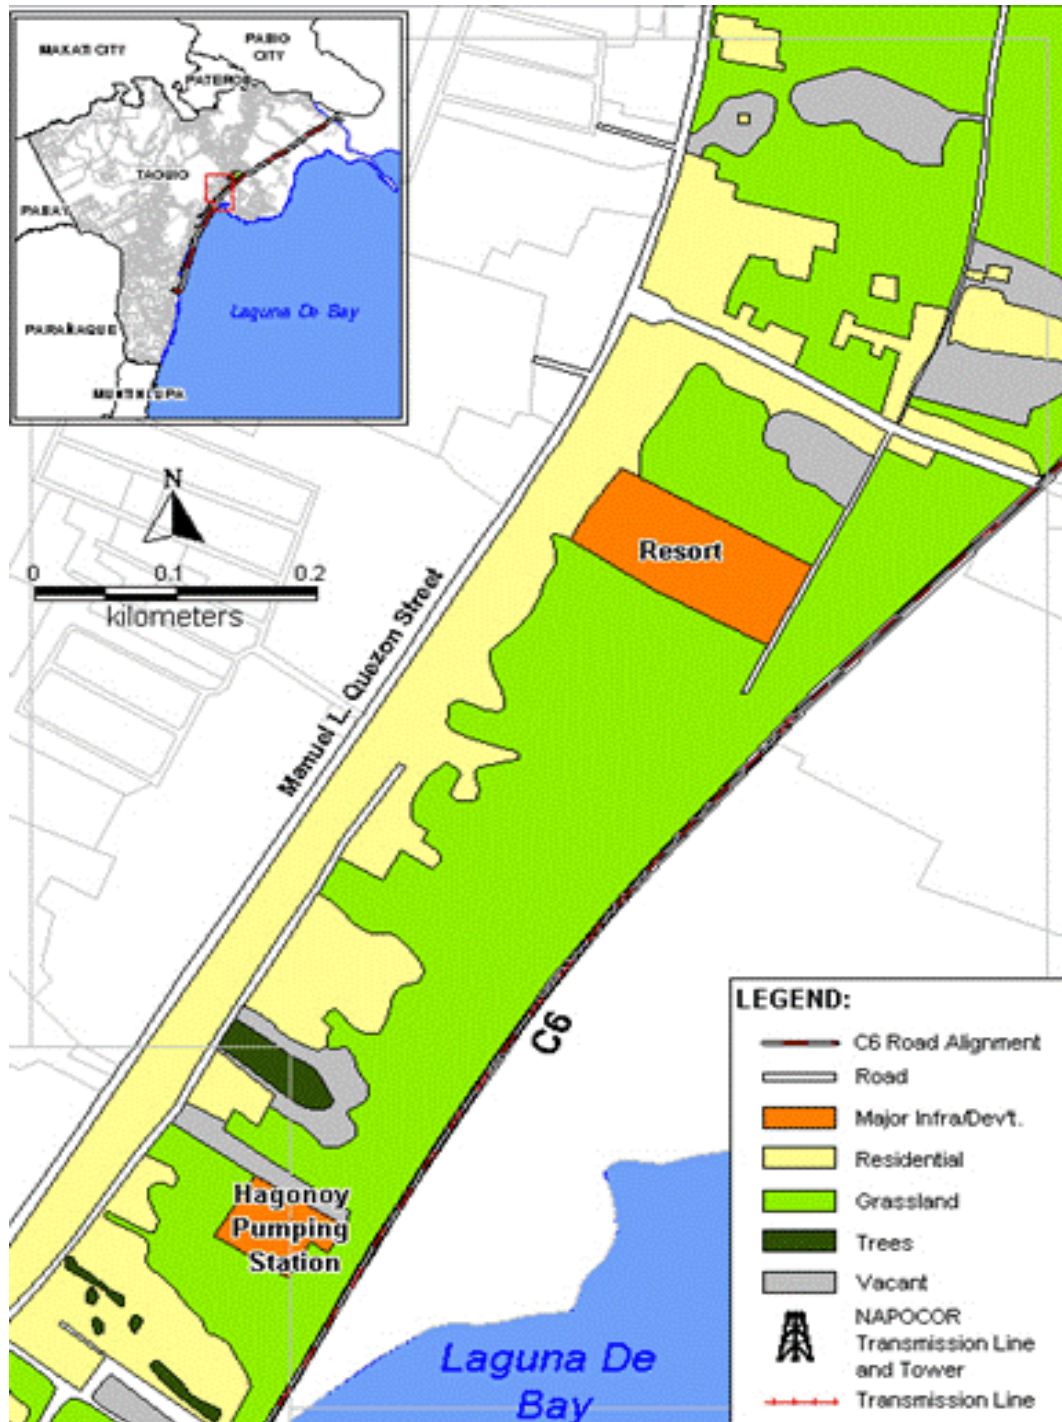 MAKATI CITY
PASIG
CITY
PATEROS
TAGUIG
PASAY
PARAÑAQUE
MUNTINLUPA
Laguna De Bay
N
0 0.1 0.2
kilometers
Manuel L. Quezon Street
Resort
C6
Hagonoy
Pumping
Station
Laguna De
Bay
LEGEND:
C6 Road Alignment
Road
Major Infra/Dev't.
Residential
Grassland
Trees
Vacant
NAPOCOR
Transmission Line
and Tower
Transmission Line